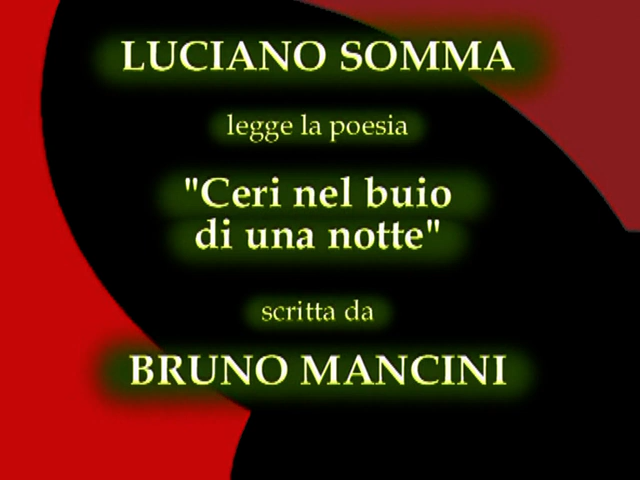 LUCIANO SOMMA
legge la poesia
"Ceri nel buio
di una notte"
scritta da
BRUNO MANCINI